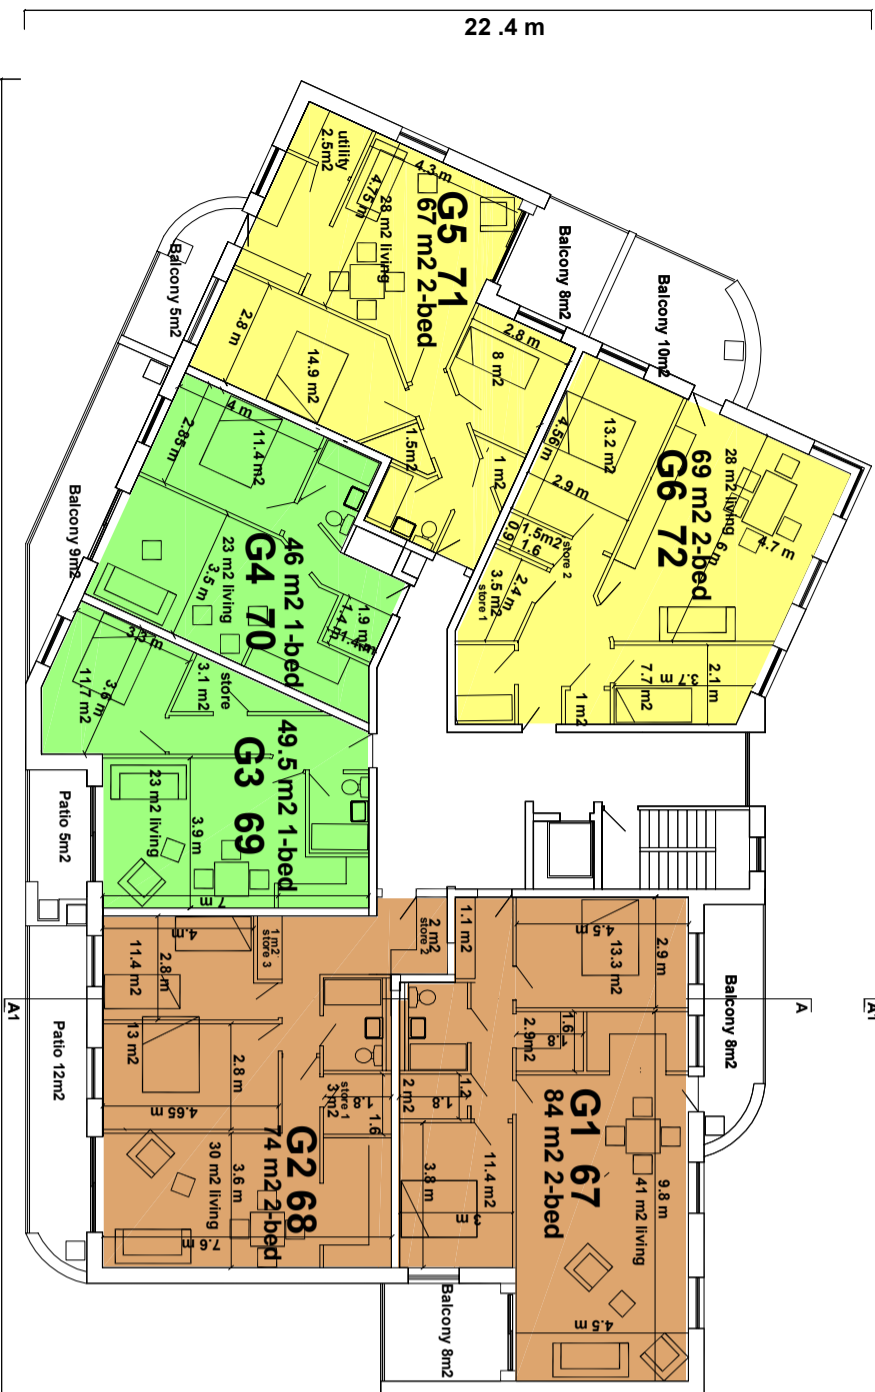 22 .4 m
utility
2.5m2
4.3 m
4.75 m
28 m2 living
G5 71
67 m2 2-bed
Balcony 8m2
Balcony 10m2
Balcony 5m2
2.8 m
14.9 m2
2.8 m
8 m2
1.5m2
1 m2
4 m
2.85 m
11.4m2
4.56m
13.2 m2
2.9 m
G6 72
69 m2 2-bed
28 m2 living
6 m
4.7 m
store 2
1.5m2
1.6
0.9
2.4 m
3.5 m2
store 1
2.1 m
3.7 m
7.7 m2
1 m2
Balcony 9m2
G4 70
46 m2 1-bed
23 m2 living
3.5 m
1.9 m
1.4 m
3.3 m
3.6 m
11.7 m2
store
3.1 m2
G3 69
49.5 m2 1-bed
23 m2 living
3.9 m
7 m
Patio 5m2
4 m
1 m2
store 3
2 m2
store 2
1.1 m2
11.4 m2
2.8 m
4.5 m
13.3 m2
2.9 m
Balcony 8m2
A1
A
A1
Patio 12m2
13 m2
2.8 m
4.65 m
store 1
3 m2
1.8
1.6
2 m2
1.8
1.2
2.9m2
1.8
1.6
G2 68
74 m2 2-bed
30 m2 living
3.6 m
7.6 m
3.8 m
3 m
11.4 m2
G1 67
84 m2 2-bed
41 m2 living
9.8 m
4.5 m
Balcony 8m2